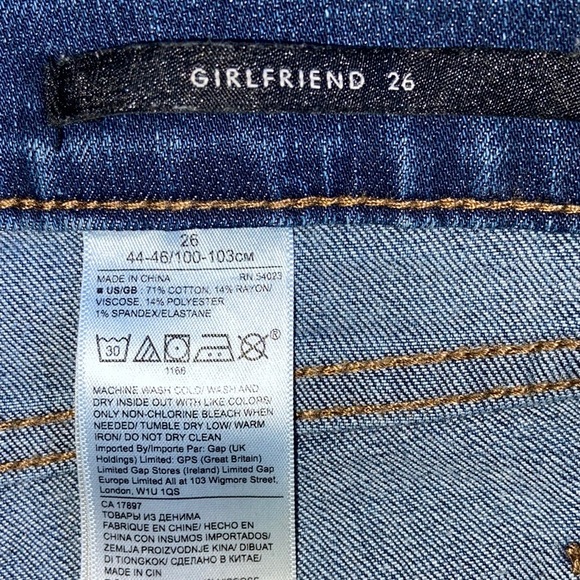 GIRLFRIEND 26
26
44-46/100-103CM
MADE IN CHINA RN 54023
■ US/GB : 71% COTTON, 14% RAYON/
VISCOSE, 14% POLYESTER
1% SPANDEX/ELASTANE
30 ®
1166
MACHINE WASH COLD/ WASH AND
DRY INSIDE OUT WITH LIKE COLORS/
ONLY NON-CHLORINE BLEACH WHEN
NEEDED/ TUMBLE DRY LOW/ WARM
IRON/ DO NOT DRY CLEAN
Imported By/Importe Par: Gap (UK
Holdings) Limited: GPS (Great Britain)
Limited Gap Stores (Ireland) Limited Gap
Europe Limited All at 103 Wigmore Street,
London, W1U 1QS
CA 17897
ТОВАРЫ ИЗ ДЕНИМА
FABRIQUE EN CHINE/ HECHO EN
CHINA CON INSUMOS IMPORTADOS/
ZEMLJA PROIZVODNJE KINA/ DIBUAT
DI TIONGKOK/ СДЕЛАНО В КИТАЕ/
MADE IN CIN